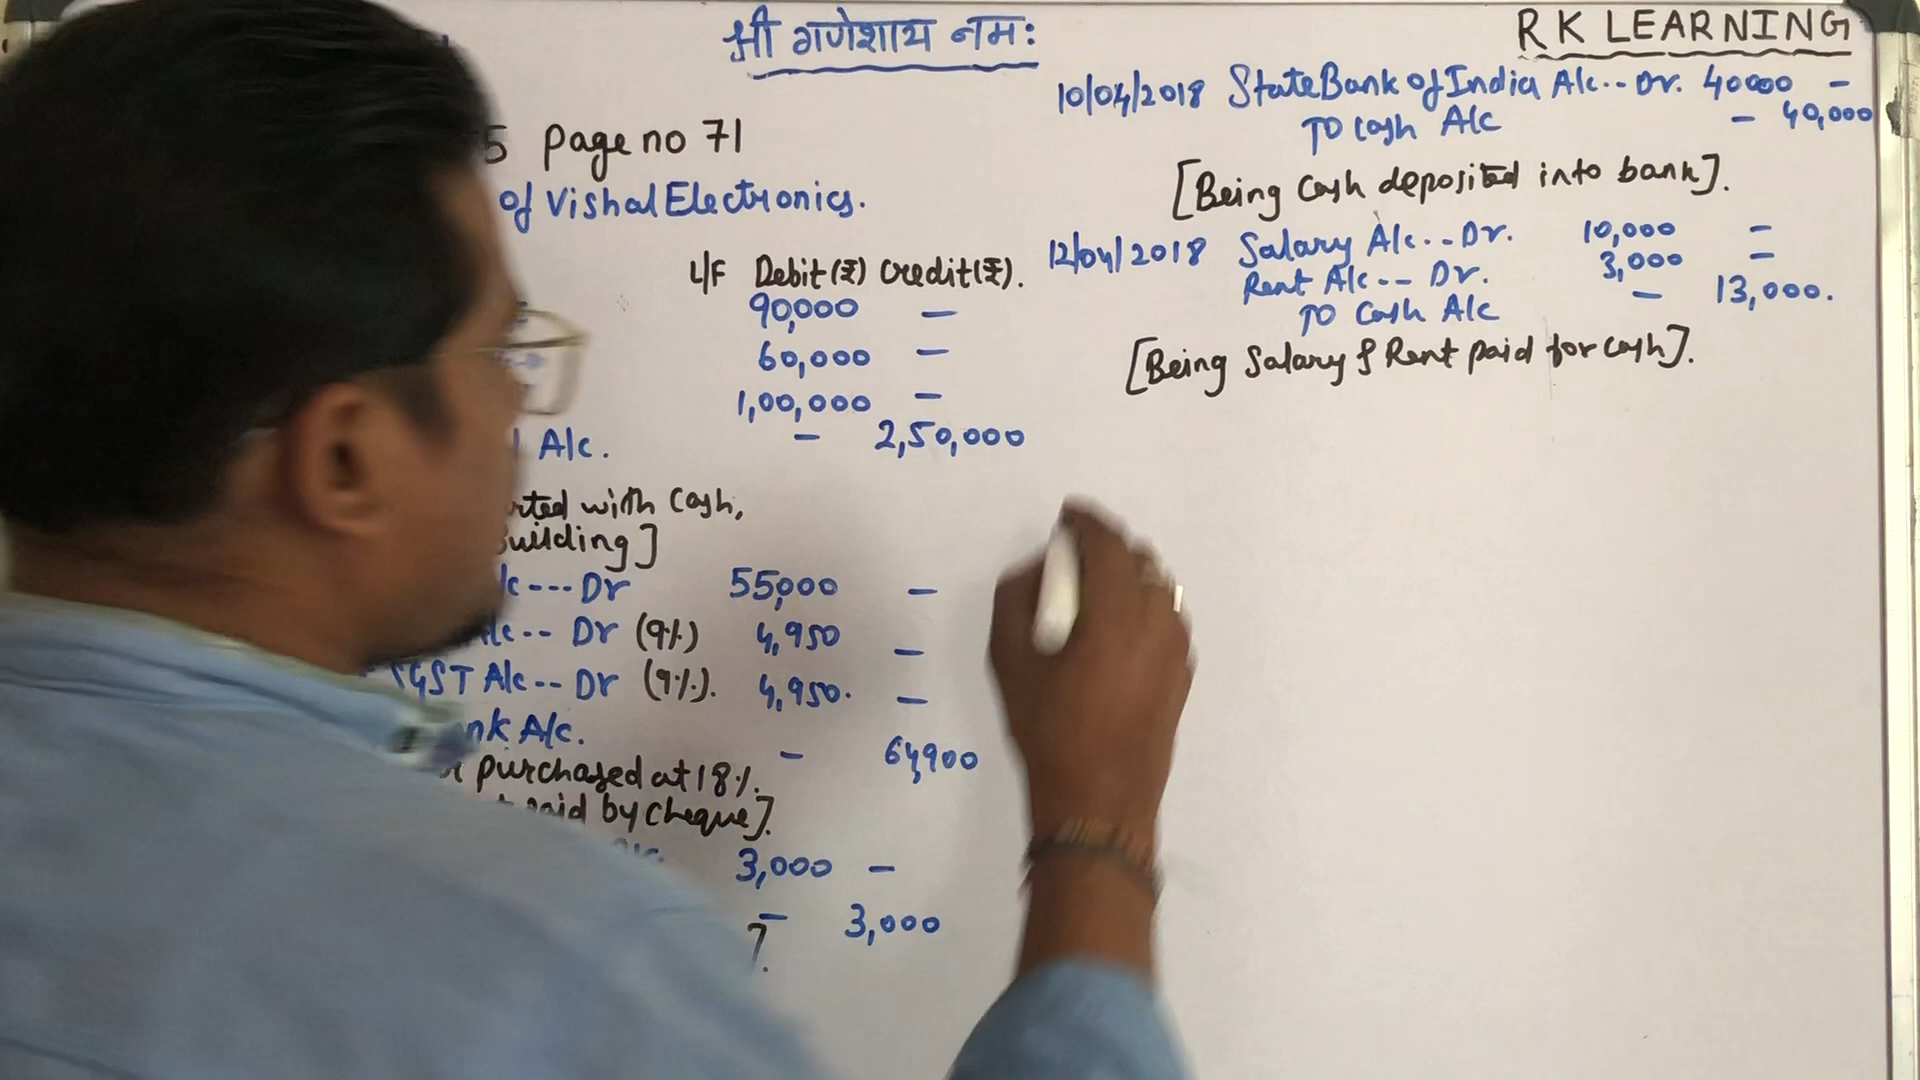 श्री गणेशाय नमः
RK LEARNING
5 page no 71
of Vishal Electronics.
L/F Debit (₹) Credit (₹).
90,000 –
60,000 –
1,00,000 –
A/c. – 2,50,000
with Cash,
Building]
Dr 55,000 –
A/c-- Dr (9%) 4,950 –
SGST A/c-- Dr (9%). 4,950. –
A/c. – 64,900
purchased at 18%.
paid by cheque].
3,000 –
– 3,000
].
10/04/2018 State Bank of India A/c.. Dr. 40000 –
TO Cash A/c – 40,000
[Being Cash deposited into bank].
12/04/2018 Salary A/c.. Dr. 10,000 –
Rent A/c-- Dr. 3,000 –
TO Cash A/c – 13,000.
[Being Salary & Rent paid for cash].